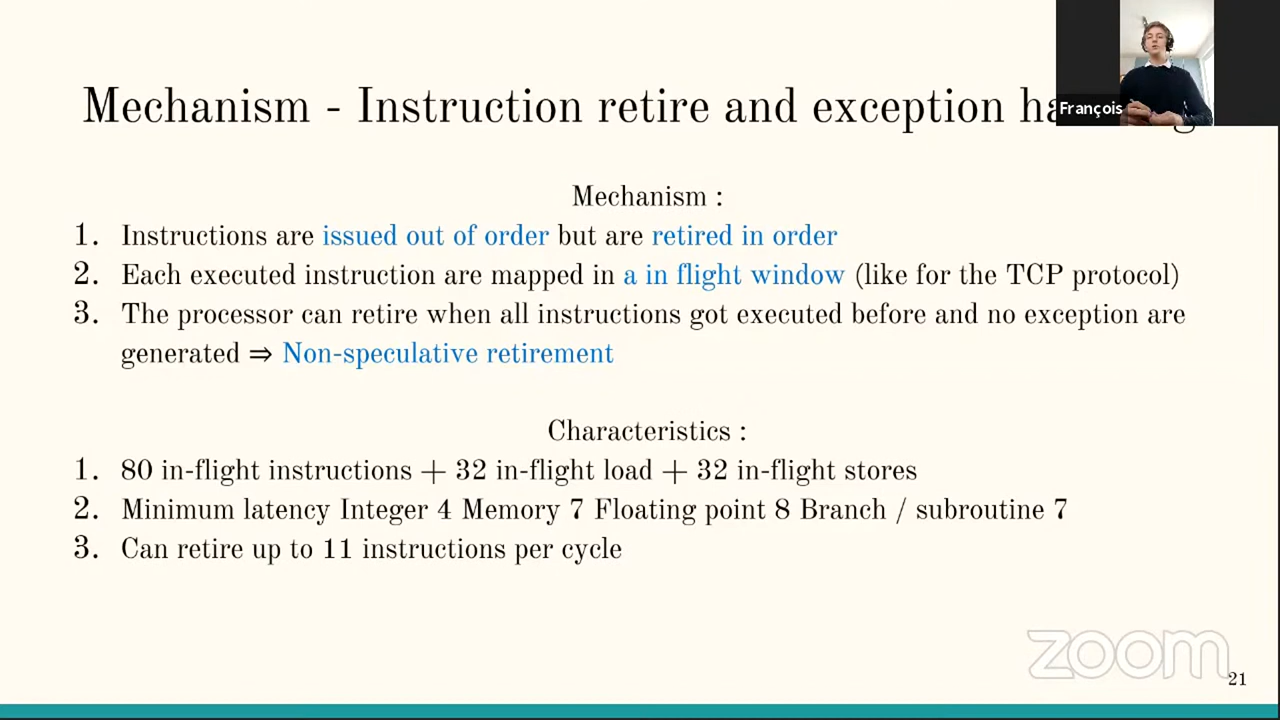 Mechanism - Instruction retire and exception
François
Mechanism :
1. Instructions are issued out of order but are retired in order
2. Each executed instruction are mapped in a in flight window (like for the TCP protocol)
3. The processor can retire when all instructions got executed before and no exception are
generated ⇒ Non-speculative retirement
Characteristics :
1. 80 in-flight instructions + 32 in-flight load + 32 in-flight stores
2. Minimum latency Integer 4 Memory 7 Floating point 8 Branch / subroutine 7
3. Can retire up to 11 instructions per cycle
zoom
21